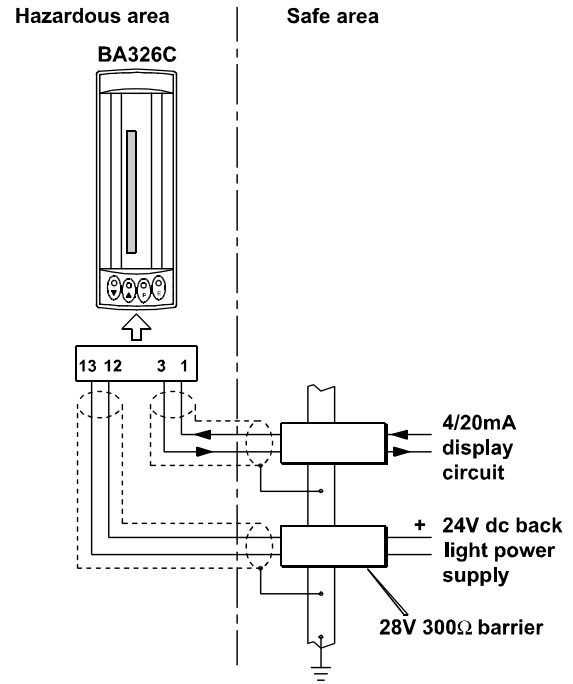 Hazardous area
Safe area
BA326C
P
E
13 12 3 1
4/20mA
display
circuit
+ 24V dc back
light power
supply
28V 300Ω barrier